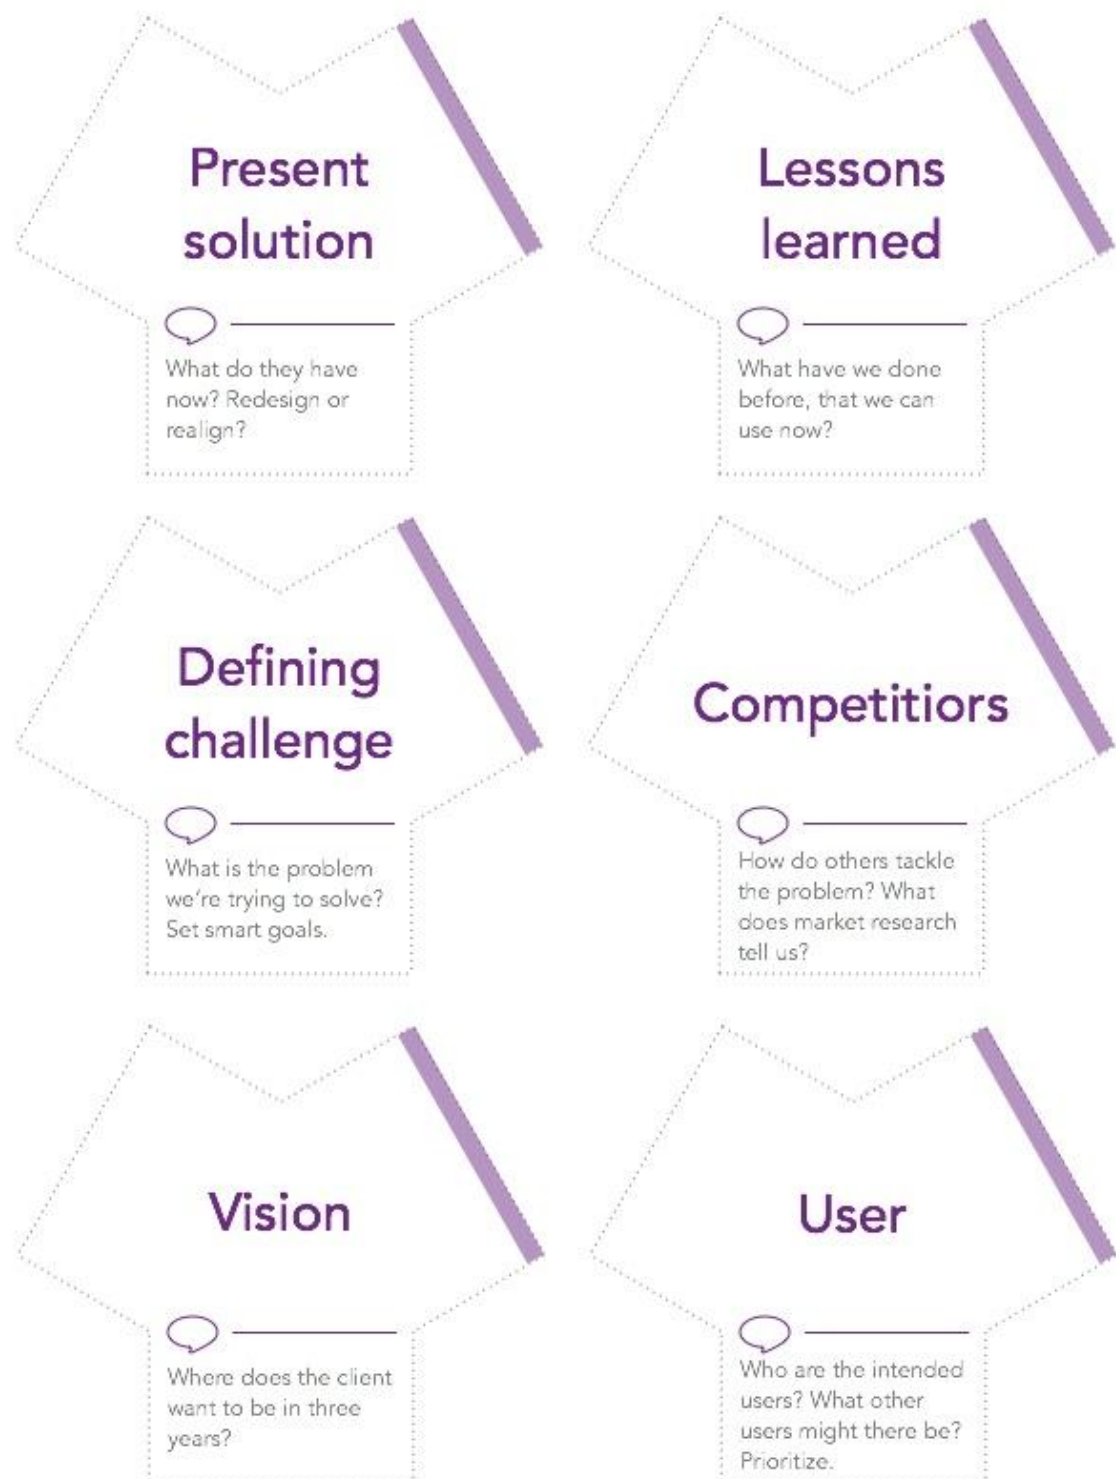 Present
solution
What do they have
now? Redesign or
realign?
Lessons
learned
What have we done
before, that we can
use now?
Defining
challenge
What is the problem
we're trying to solve?
Set smart goals.
Competitiors
How do others tackle
the problem? What
does market research
tell us?
Vision
Where does the client
want to be in three
years?
User
Who are the intended
users? What other
users might there be?
Prioritize.